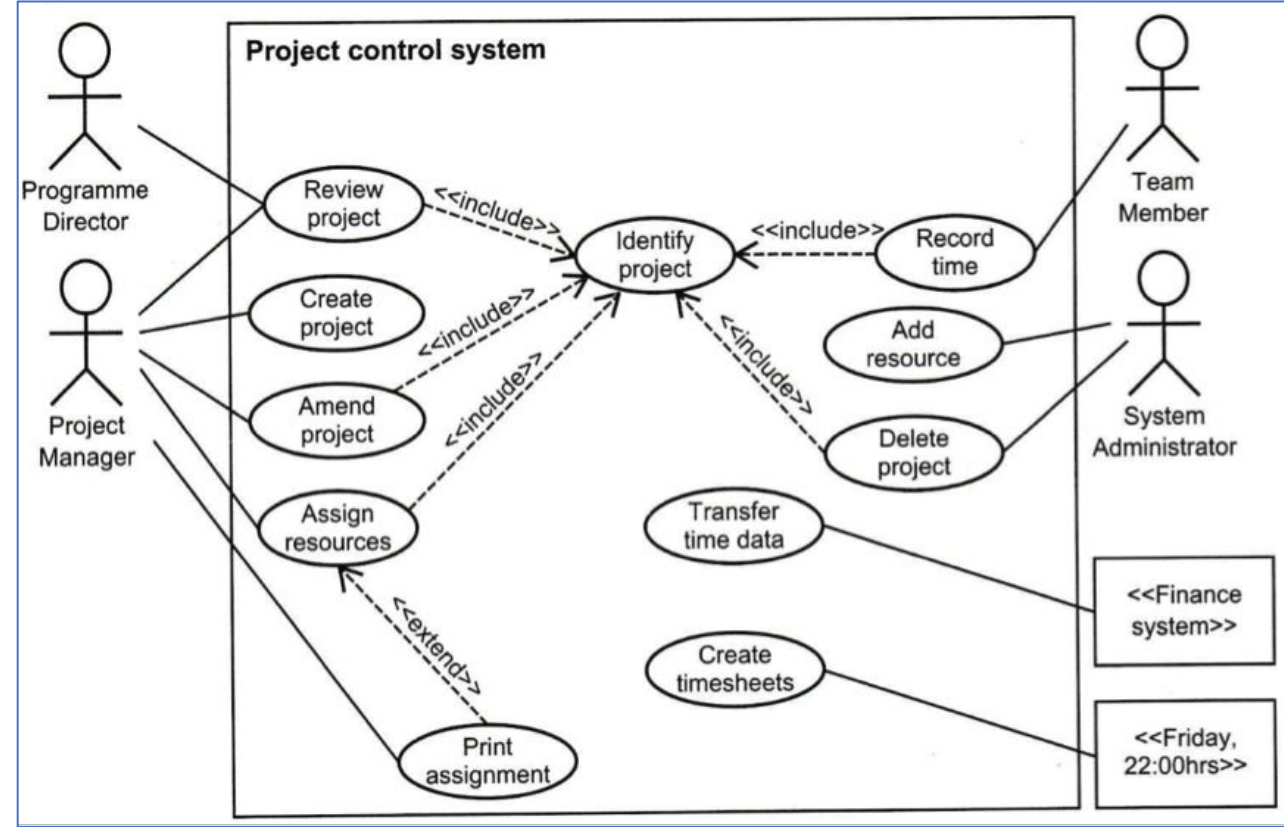 Project control system
Programme
Director
Project
Manager
Review
project
Create
project
Amend
project
Assign
resources
Print
assignment
<<include>>
<<include>>
<<include>>
<<extend>>
Identify
project
<<include>>
<<include>>
Record
time
Add
resource
Delete
project
Transfer
time data
Create
timesheets
Team
Member
System
Administrator
<<Finance
system>>
<<Friday,
22:00hrs>>